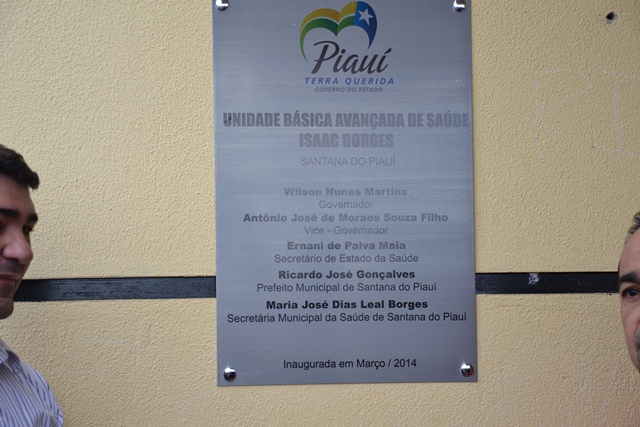 Piauí
TERRA QUERIDA
GOVERNO DO ESTADO
UNIDADE BÁSICA AVANÇADA DE SAÚDE
ISAAC BORGES
SANTANA DO PIAUÍ
Wilson Nunes Martins
Governador
Antônio José de Moraes Souza Filho
Vice - Governador
Ernani de Paiva Maia
Secretário de Estado da Saúde
Ricardo José Gonçalves
Prefeito Municipal de Santana do Piauí
Maria José Dias Leal Borges
Secretária Municipal da Saúde de Santana do Piauí
Inaugurada em Março / 2014